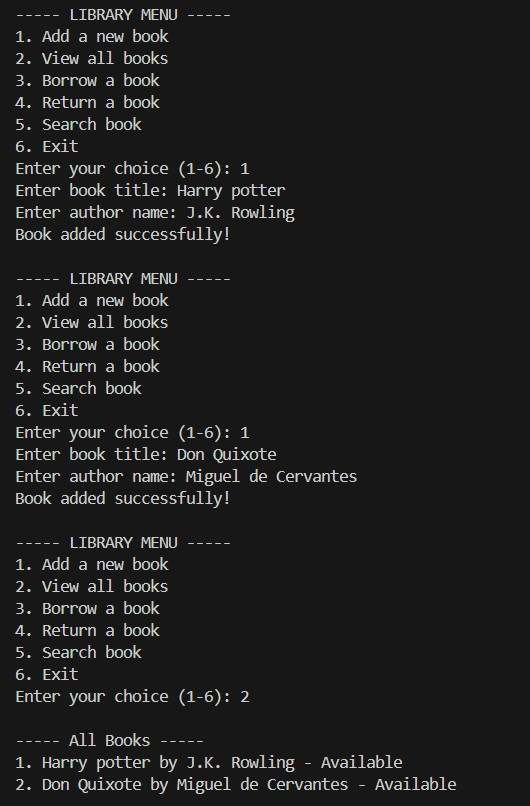 ----- LIBRARY MENU -----
1. Add a new book
2. View all books
3. Borrow a book
4. Return a book
5. Search book
6. Exit
Enter your choice (1-6): 1
Enter book title: Harry potter
Enter author name: J.K. Rowling
Book added successfully!

----- LIBRARY MENU -----
1. Add a new book
2. View all books
3. Borrow a book
4. Return a book
5. Search book
6. Exit
Enter your choice (1-6): 1
Enter book title: Don Quixote
Enter author name: Miguel de Cervantes
Book added successfully!

----- LIBRARY MENU -----
1. Add a new book
2. View all books
3. Borrow a book
4. Return a book
5. Search book
6. Exit
Enter your choice (1-6): 2

----- All Books -----
1. Harry potter by J.K. Rowling - Available
2. Don Quixote by Miguel de Cervantes - Available